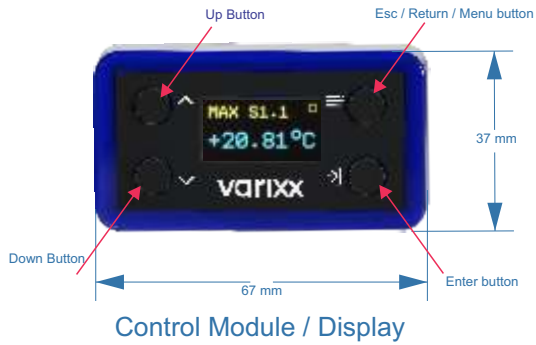 Up Button
Esc / Return / Menu button
MAX S1.1
+20.81°C
varixx
37 mm
Down Button
Enter button
67 mm
Control Module / Display